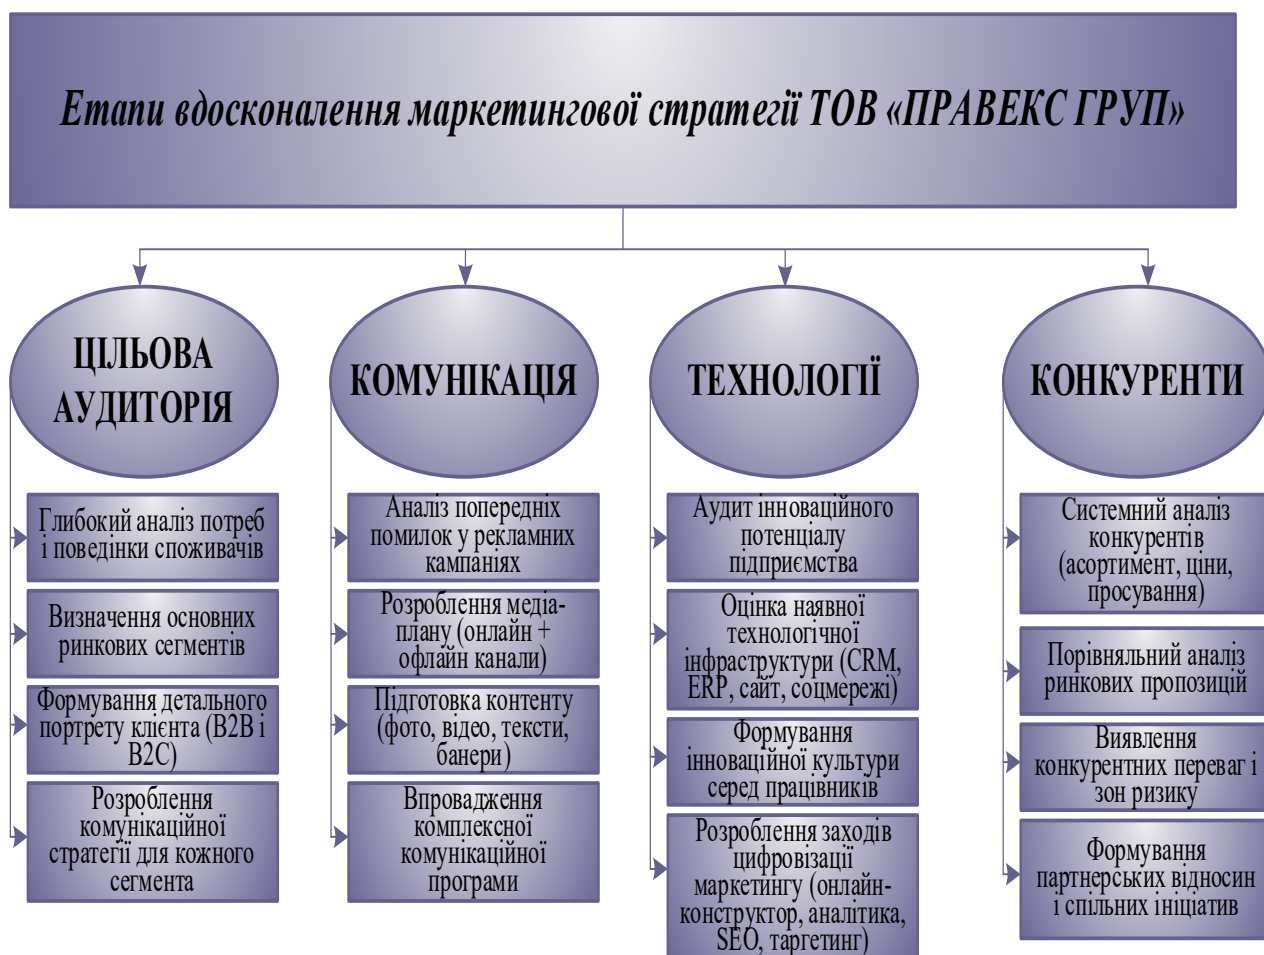 Етапи вдосконалення маркетингової стратегії ТОВ «ПРАВЕКС ГРУП»
ЦІЛЬОВА
АУДИТОРІЯ
Глибокий аналіз потреб
і поведінки споживачів
Визначення основних
ринкових сегментів
Формування детального
портрету клієнта (B2B і
B2C)
Розроблення
комунікаційної
стратегії для кожного
сегмента
КОМУНІКАЦІЯ
Аналіз попередніх
помилок у рекламних
кампаніях
Розроблення медіа-
плану (онлайн +
офлайн канали)
Підготовка контенту
(фото, відео, тексти,
банери)
Впровадження
комплексної
комунікаційної
програми
ТЕХНОЛОГІЇ
Аудит інноваційного
потенціалу
підприємства
Оцінка наявної
технологічної
інфраструктури (CRM,
ERP, сайт, соцмережі)
Формування
інноваційної культури
серед працівників
Розроблення заходів
цифровізації
маркетингу (онлайн-
конструктор, аналітика,
SEO, таргетинг)
КОНКУРЕНТИ
Системний аналіз
конкурентів
(асортимент, ціни,
просування)
Порівняльний аналіз
ринкових пропозицій
Виявлення
конкурентних переваг і
зон ризику
Формування
партнерських відносин
і спільних ініціатив